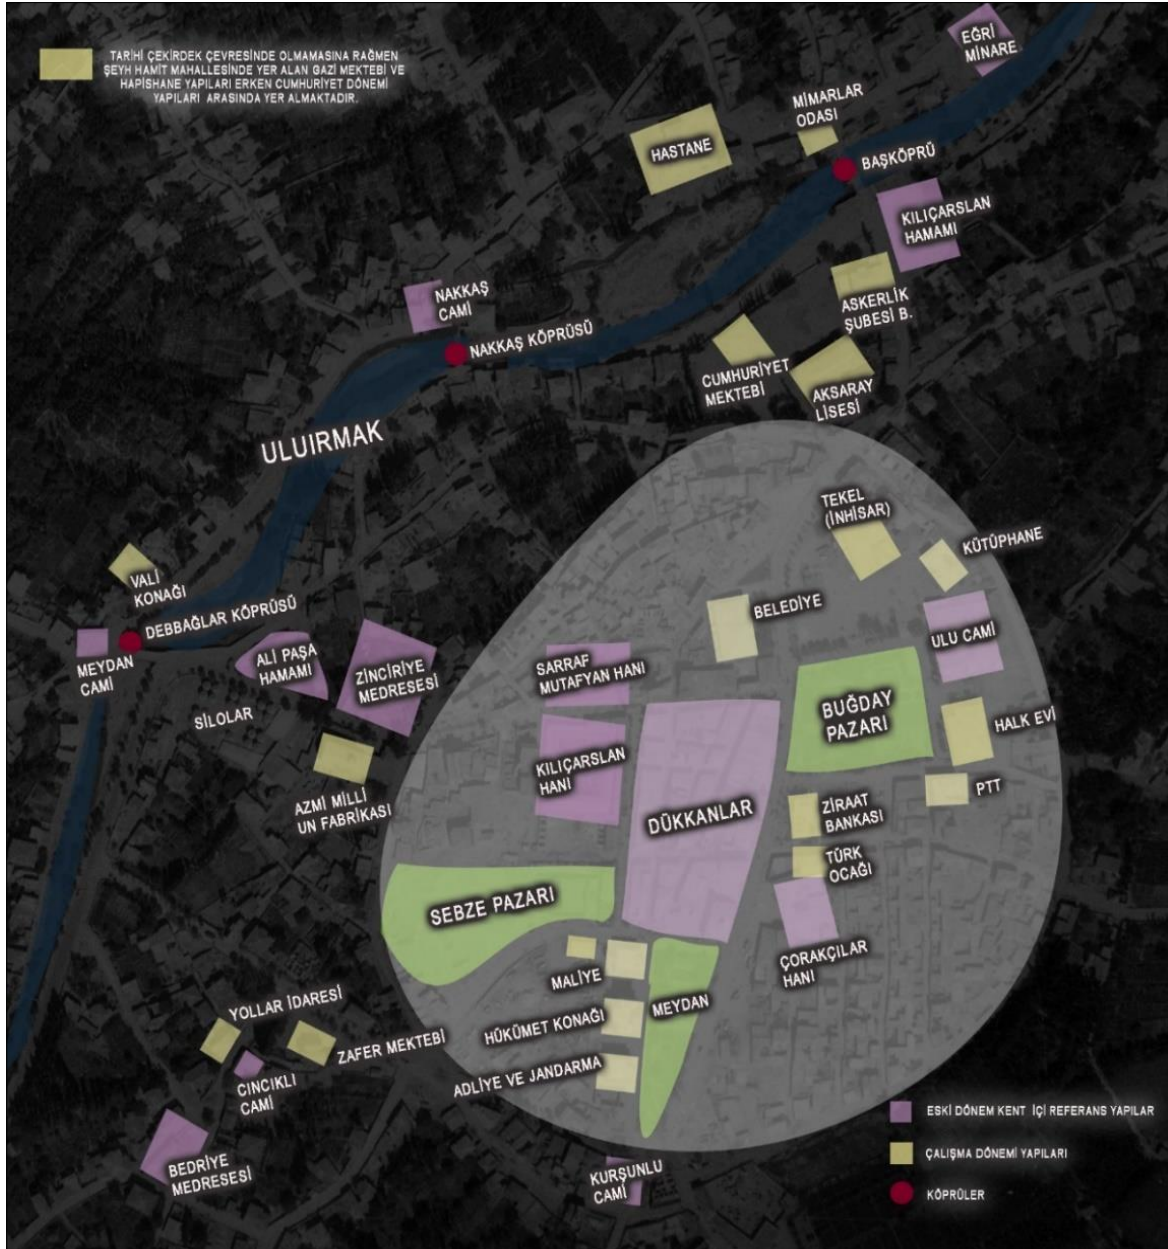 TARİHİ ÇEKİRDEK ÇEVRESİNDE OLMAMASINA RAĞMEN
ŞEYH HAMİT MAHALLESİNDE YER ALAN GAZİ MEKTEBİ VE
HAPİSHANE YAPILARI ERKEN CUMHURİYET DÖNEMİ
YAPILARI ARASINDA YER ALMAKTADIR.
EĞRİ
MİNARE
MİMARLAR
ODASI
HASTANE
BAŞKÖPRÜ
KILIÇARSLAN
HAMAMI
NAKKAŞ
CAMİ
ASKERLİK
ŞUBESİ B.
NAKKAŞ KÖPRÜSÜ
CUMHURİYET
MEKTEBİ
AKSARAY
LİSESİ
ULUIRMAK
TEKEL
(İNHİSAR)
KÜTÜPHANE
VALİ
KONAĞI
DEBBAĞLAR KÖPRÜSÜ
BELEDİYE
ULU CAMİ
MEYDAN
CAMİ
ALİ PAŞA
HAMAMI
ZİNCİRİYE
MEDRESESİ
SARRAF
MUTAFYAN HANI
BUĞDAY
PAZARI
SİLOLAR
HALK EVİ
KILIÇARSLAN
HANI
AZMİ MİLLİ
UN FABRİKASI
DÜKKANLAR
ZİRAAT
BANKASI
PTT
TÜRK
OCAĞI
SEBZE PAZARI
ÇORAKÇILAR
HANI
MALİYE
MEYDAN
YOLLAR İDARESİ
HÜKÜMET KONAĞI
ZAFER MEKTEBİ
ADLİYE VE JANDARMA
CINCIKLI
CAMİ
BEDRİYE
MEDRESESİ
KURŞUNLU
CAMİ
ESKİ DÖNEM KENT İÇİ REFERANS YAPILAR
ÇALIŞMA DÖNEMİ YAPILARI
KÖPRÜLER